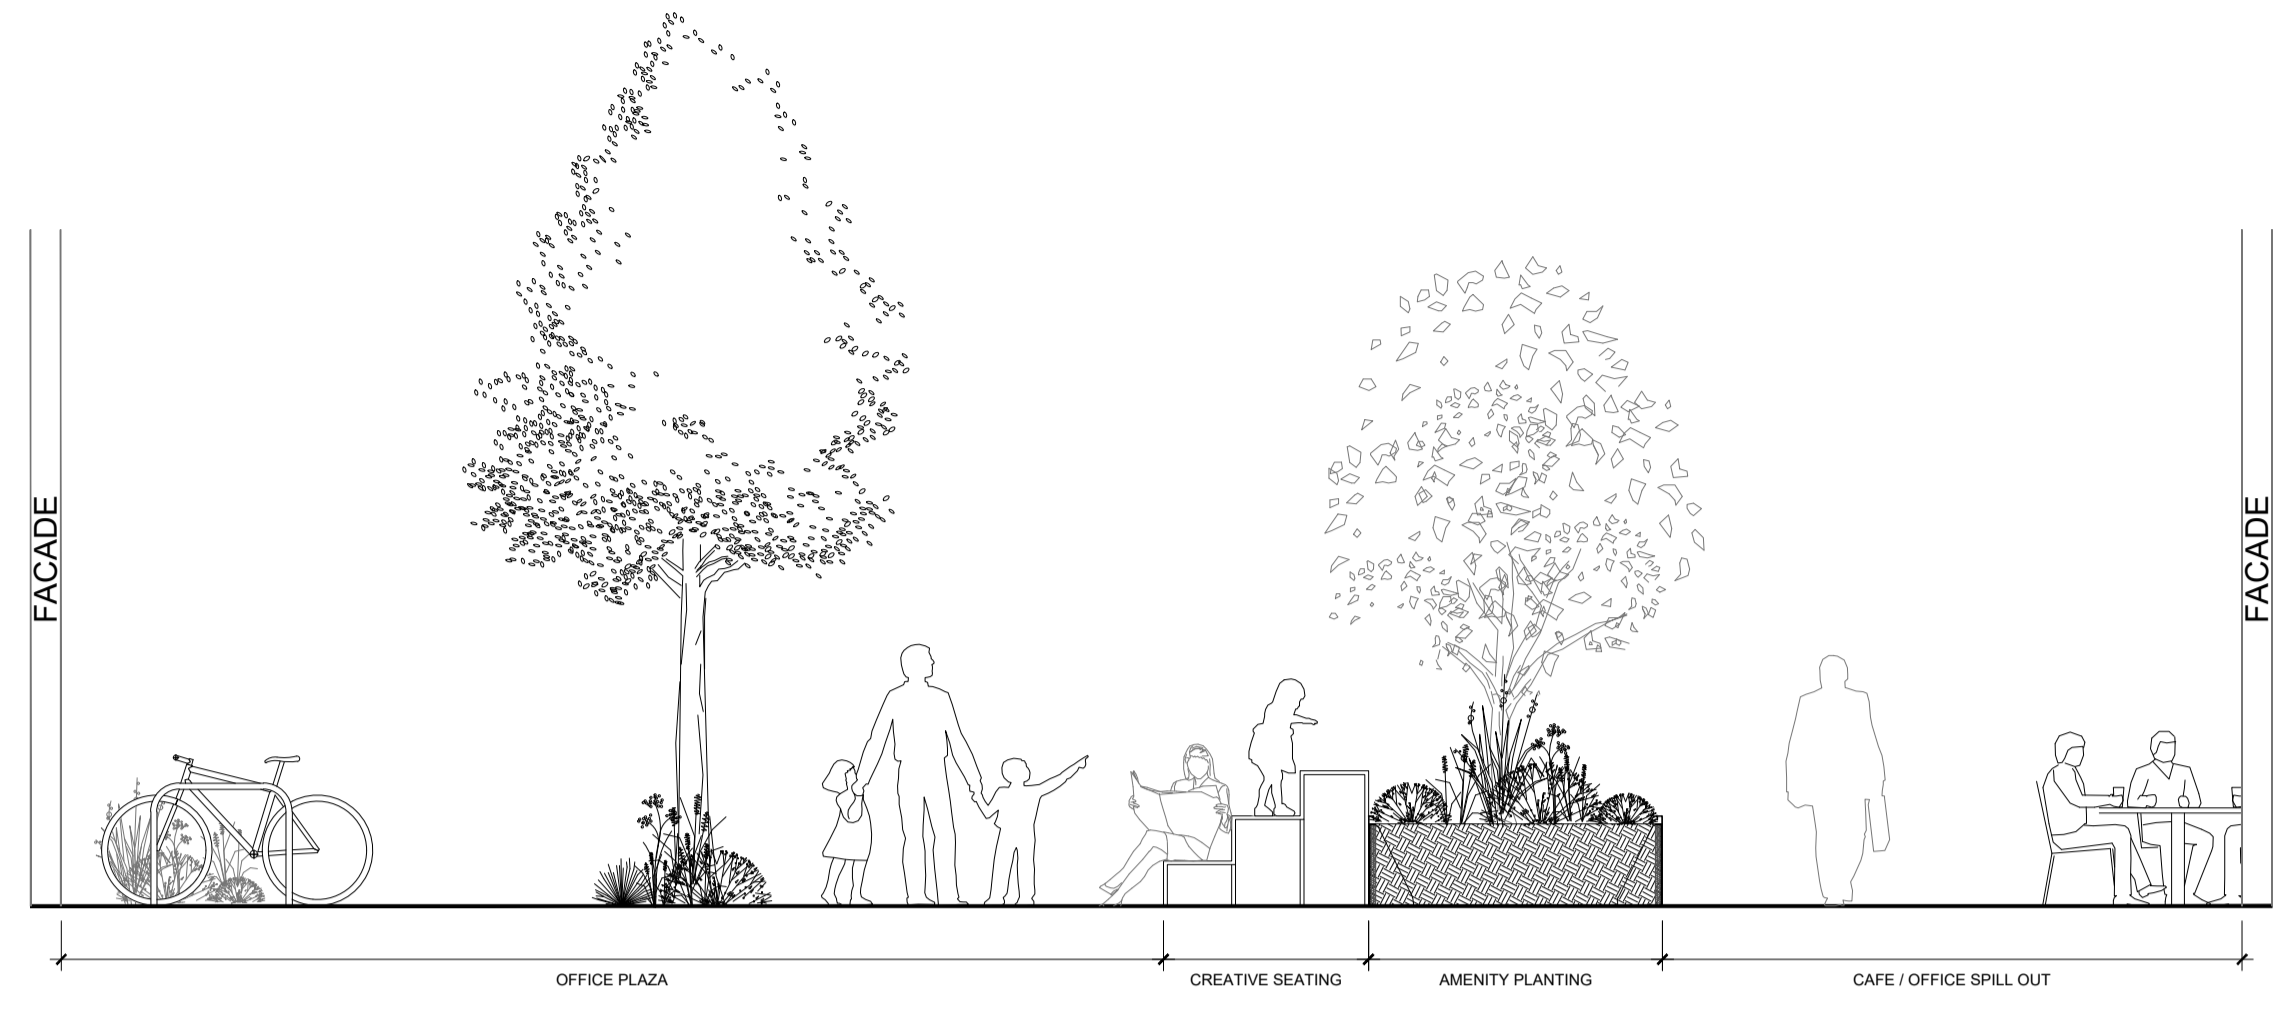 FACADE
FACADE
OFFICE PLAZA
CREATIVE SEATING
AMENITY PLANTING
CAFE / OFFICE SPILL OUT